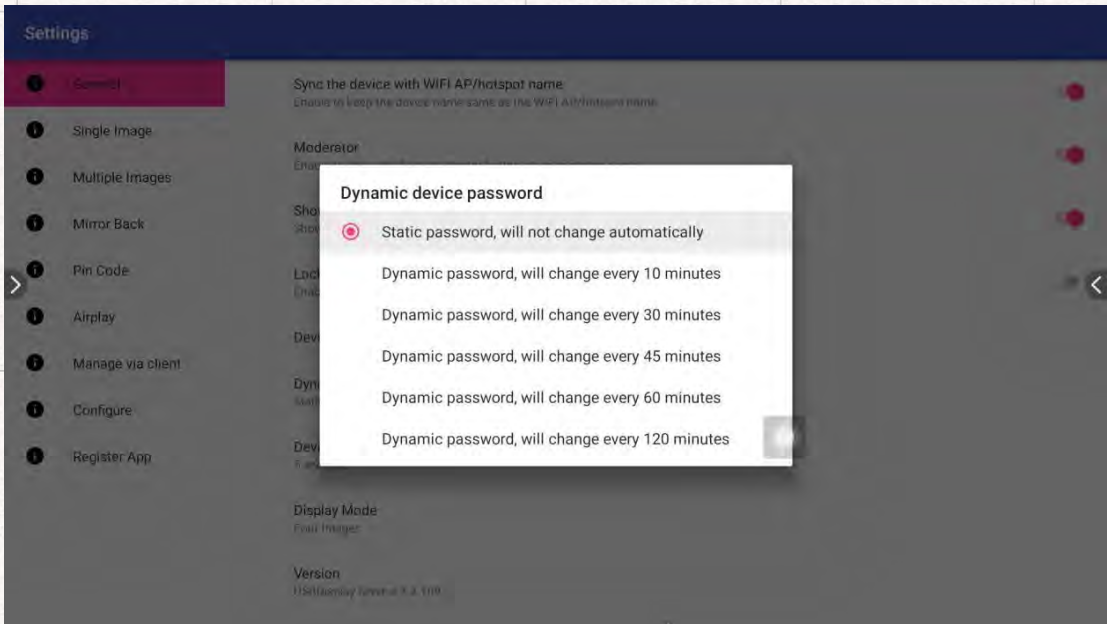 Settings
General
Single Image
Multiple Images
Mirror Back
Pin Code
Airplay
Manage via client
Configure
Register App
Sync the device with WiFi AP/hotspot name
Enable to keep the device name same as the WiFi AP/hotspot name
Moderator
Dynamic device password
Static password, will not change automatically
Dynamic password, will change every 10 minutes
Dynamic password, will change every 30 minutes
Dynamic password, will change every 45 minutes
Dynamic password, will change every 60 minutes
Dynamic password, will change every 120 minutes
Display Mode
Four Images
Version